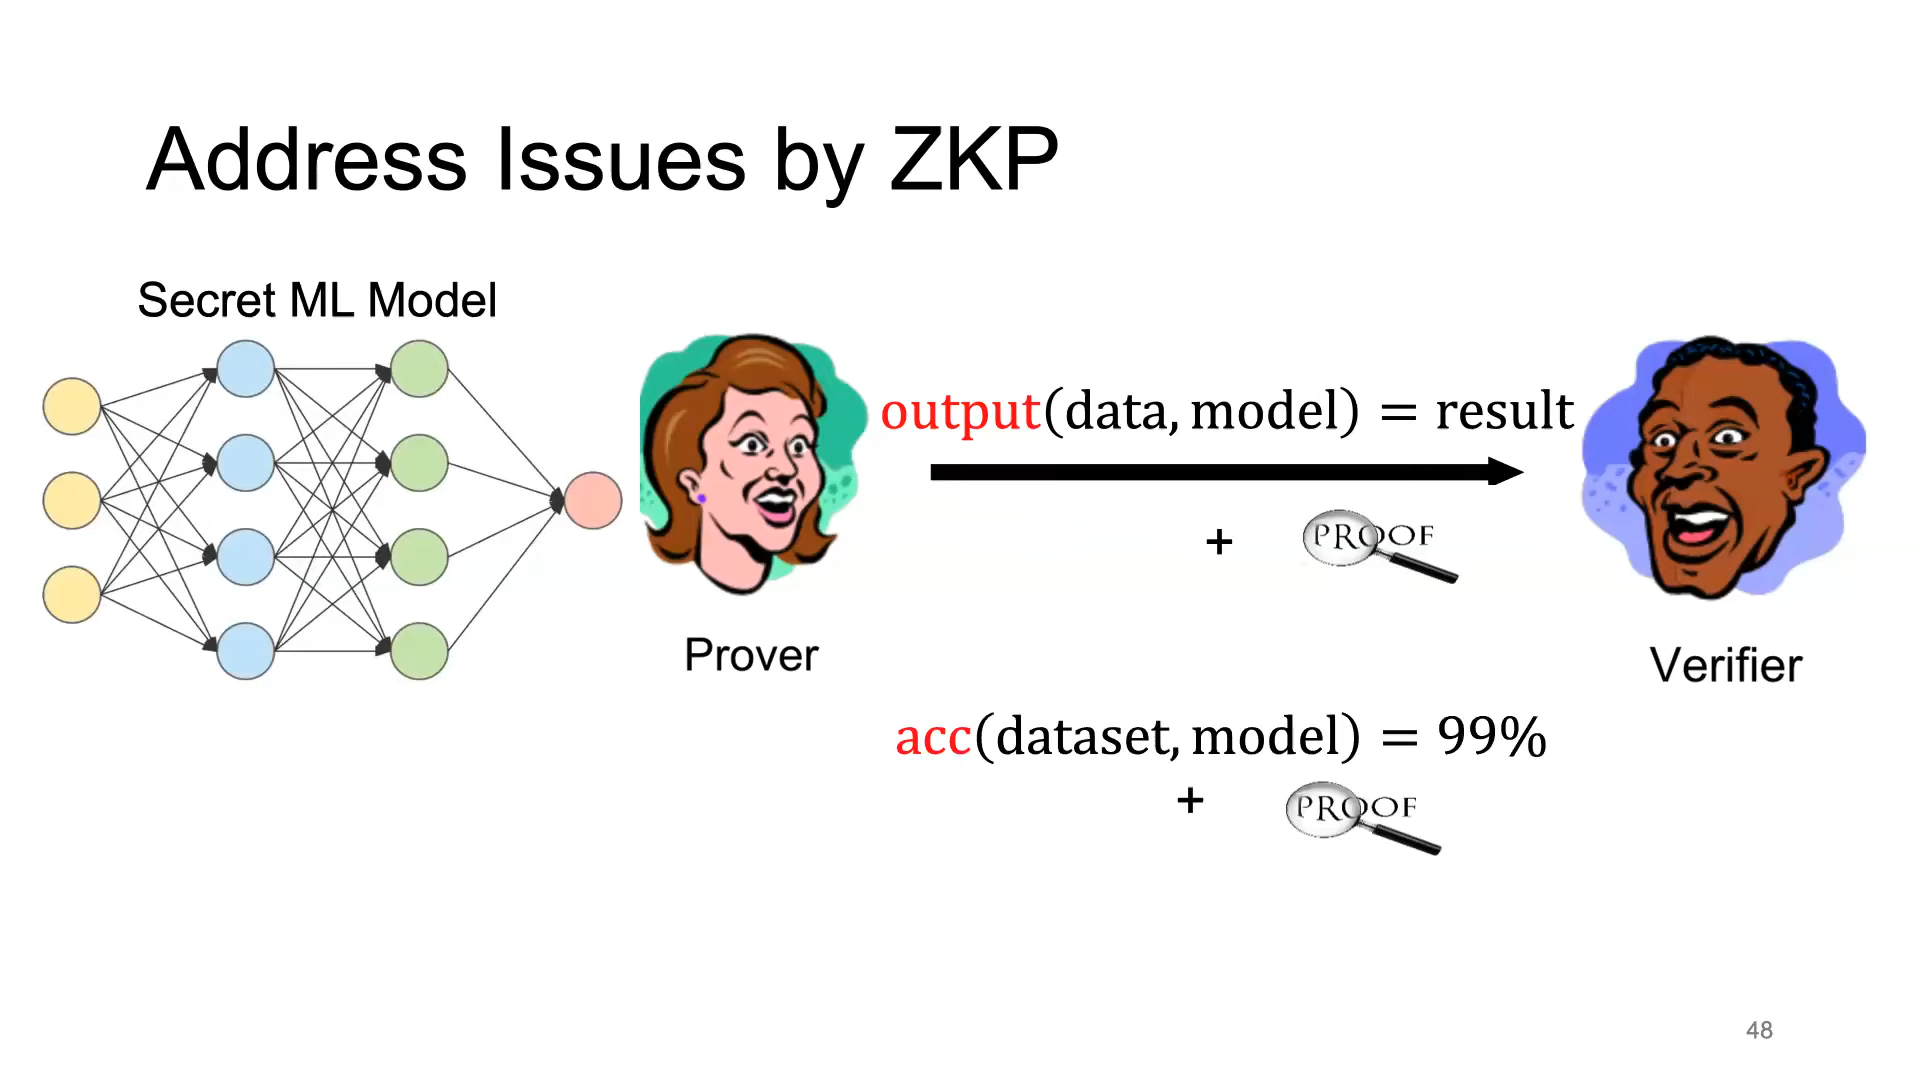 Address Issues by ZKP
Secret ML Model
output(data, model) = result
+ PROOF
Prover
Verifier
acc(dataset, model) = 99%
+ PROOF
48